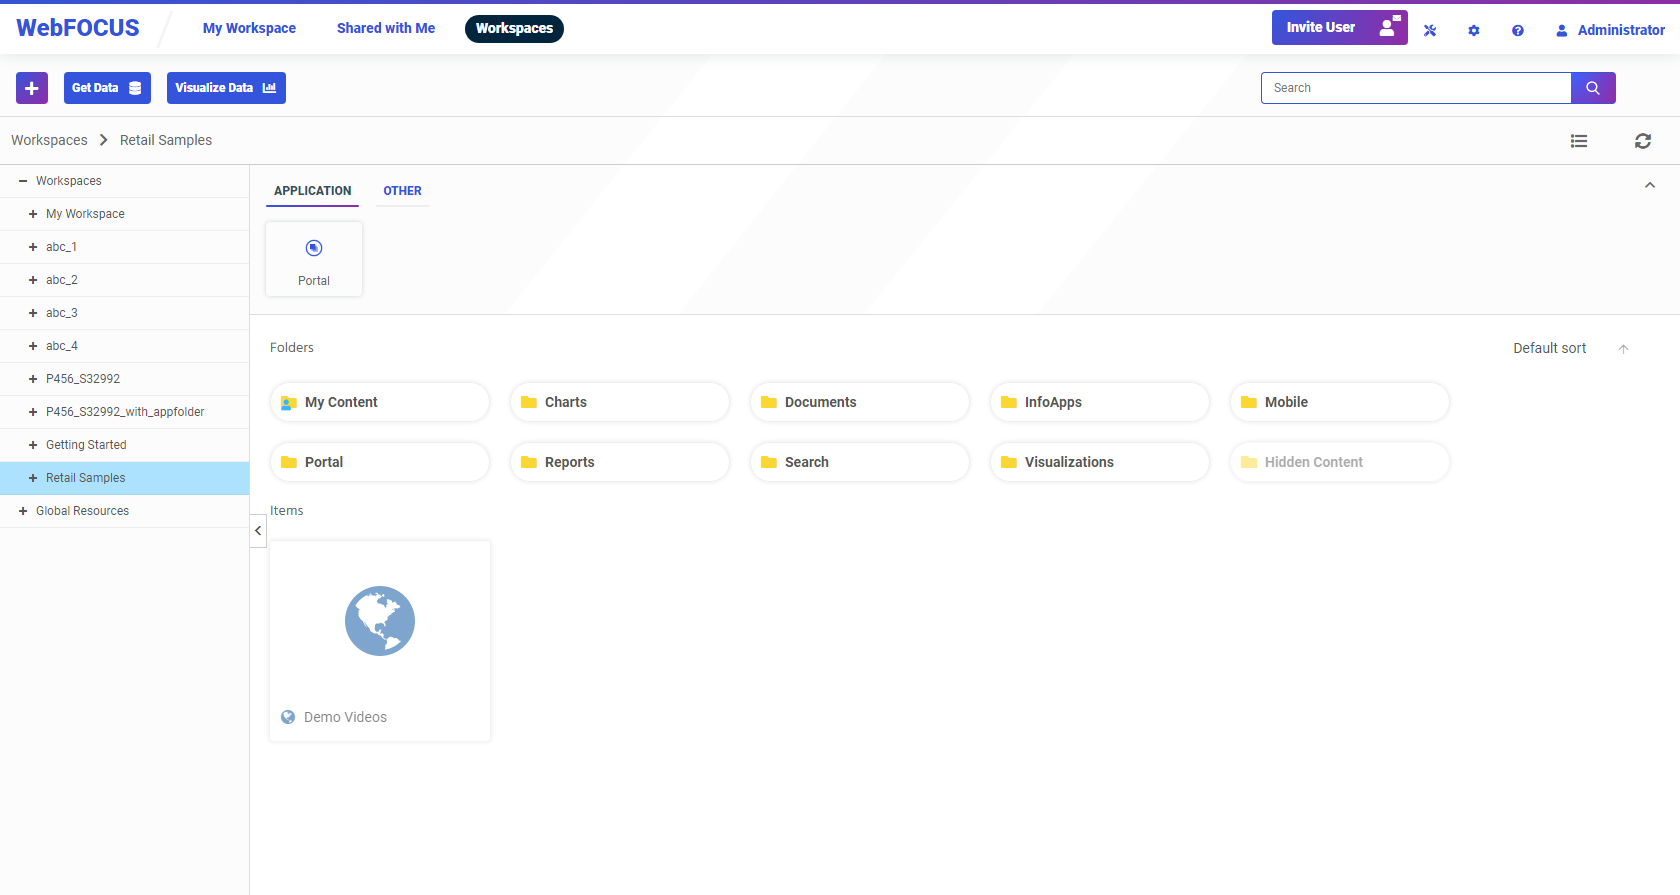 WebFOCUS
My Workspace
Shared with Me
Workspaces
Invite User
Administrator
Get Data
Visualize Data
Search
Workspaces
Retail Samples
Workspaces
My Workspace
abc_1
abc_2
abc_3
abc_4
P456_S32992
P456_S32992_with_appfolder
Getting Started
Retail Samples
Global Resources
APPLICATION
OTHER
Portal
Folders
Default sort
My Content
Charts
Documents
InfoApps
Mobile
Portal
Reports
Search
Visualizations
Hidden Content
Items
Demo Videos